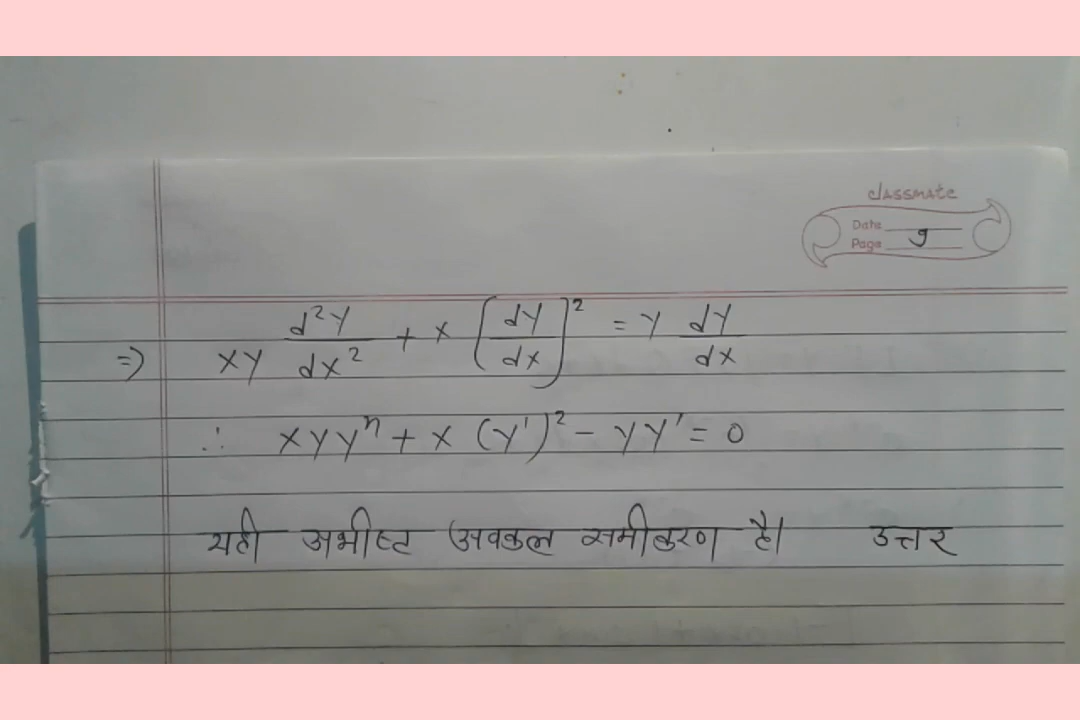 classmate
Date
Page 9
=> xy d²y/dx² + x [dy/dx]² = y dy/dx
∴ xyyⁿ + x (y')² - yy' = 0
यही अभीष्ट अवकल समीकरण है। उत्तर